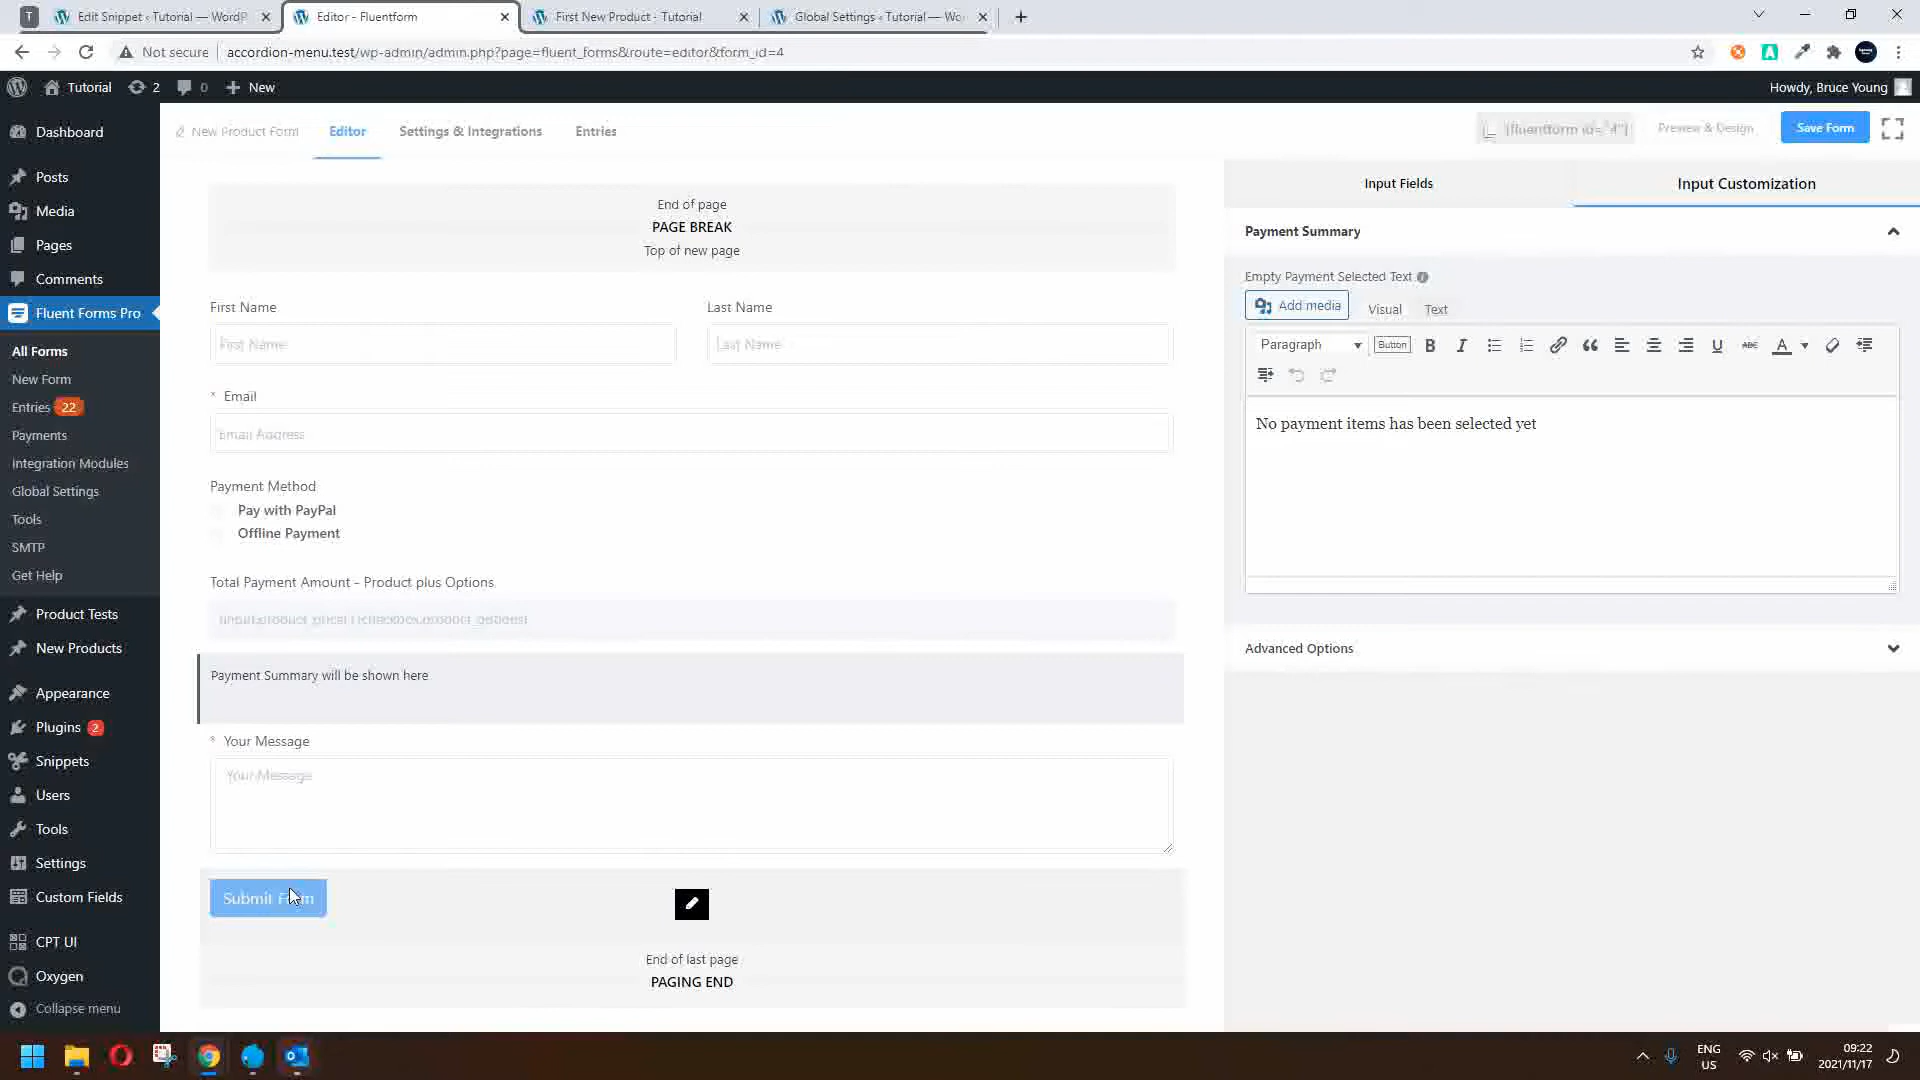 T
Edit Snippet ‹ Tutorial — WordP
Editor - Fluentform
First New Product - Tutorial
Global Settings ‹ Tutorial — Wo
Not secure
accordion-menu.test/wp-admin/admin.php?page=fluent_forms&route=editor&form_id=4
Tutorial
2
0
New
Howdy, Bruce Young
Dashboard
Posts
Media
Pages
Comments
Fluent Forms Pro
All Forms
New Form
Entries 22
Payments
Integration Modules
Global Settings
Tools
SMTP
Get Help
Product Tests
New Products
Appearance
Plugins 2
Snippets
Users
Tools
Settings
Custom Fields
CPT UI
Oxygen
Collapse menu
New Product Form
Editor
Settings & Integrations
Entries
[fluentform id="4"]
Preview & Design
Save Form
End of page
PAGE BREAK
Top of new page
First Name
Last Name
First Name
Last Name
* Email
Email Address
Payment Method
Pay with PayPal
Offline Payment
Total Payment Amount - Product plus Options
Payment Summary will be shown here
* Your Message
Your Message
Submit Form
End of last page
PAGING END
Input Fields
Input Customization
Payment Summary
Empty Payment Selected Text
Add media
Visual
Text
Paragraph
Button
B
I
U
ABC
A
No payment items has been selected yet
Advanced Options
ENG
US
09:22
2021/11/17